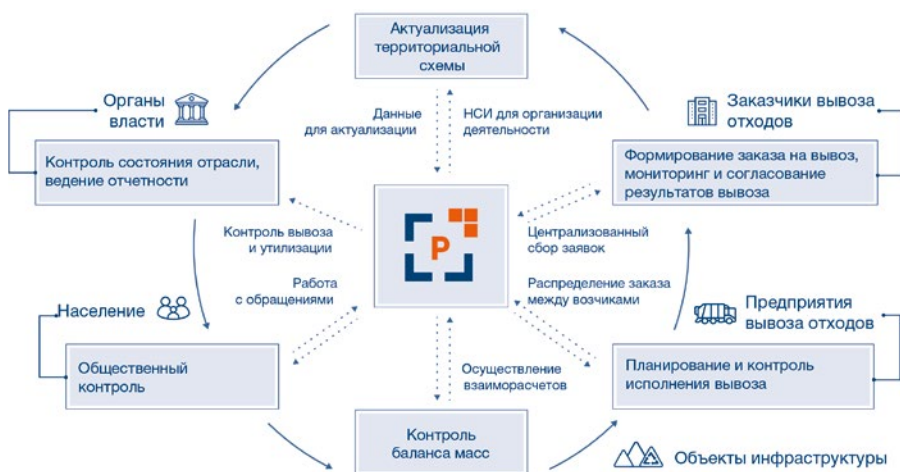 Актуализация
территориальной
схемы
Органы
власти
Данные
для актуализации
НСИ для организации
деятельности
Заказчики вывоза
отходов
Контроль состояния отрасли,
ведение отчетности
Формирование заказа на вывоз,
мониторинг и согласование
результатов вывоза
Контроль вывоза
и утилизации
Р
Централизованный
сбор заявок
Работа
с обращениями
Распределение заказа
между возчиками
Население
Предприятия
вывоза отходов
Общественный
контроль
Осуществление
взаиморасчетов
Планирование и контроль
исполнения вывоза
Контроль
баланса масс
Объекты инфраструктуры